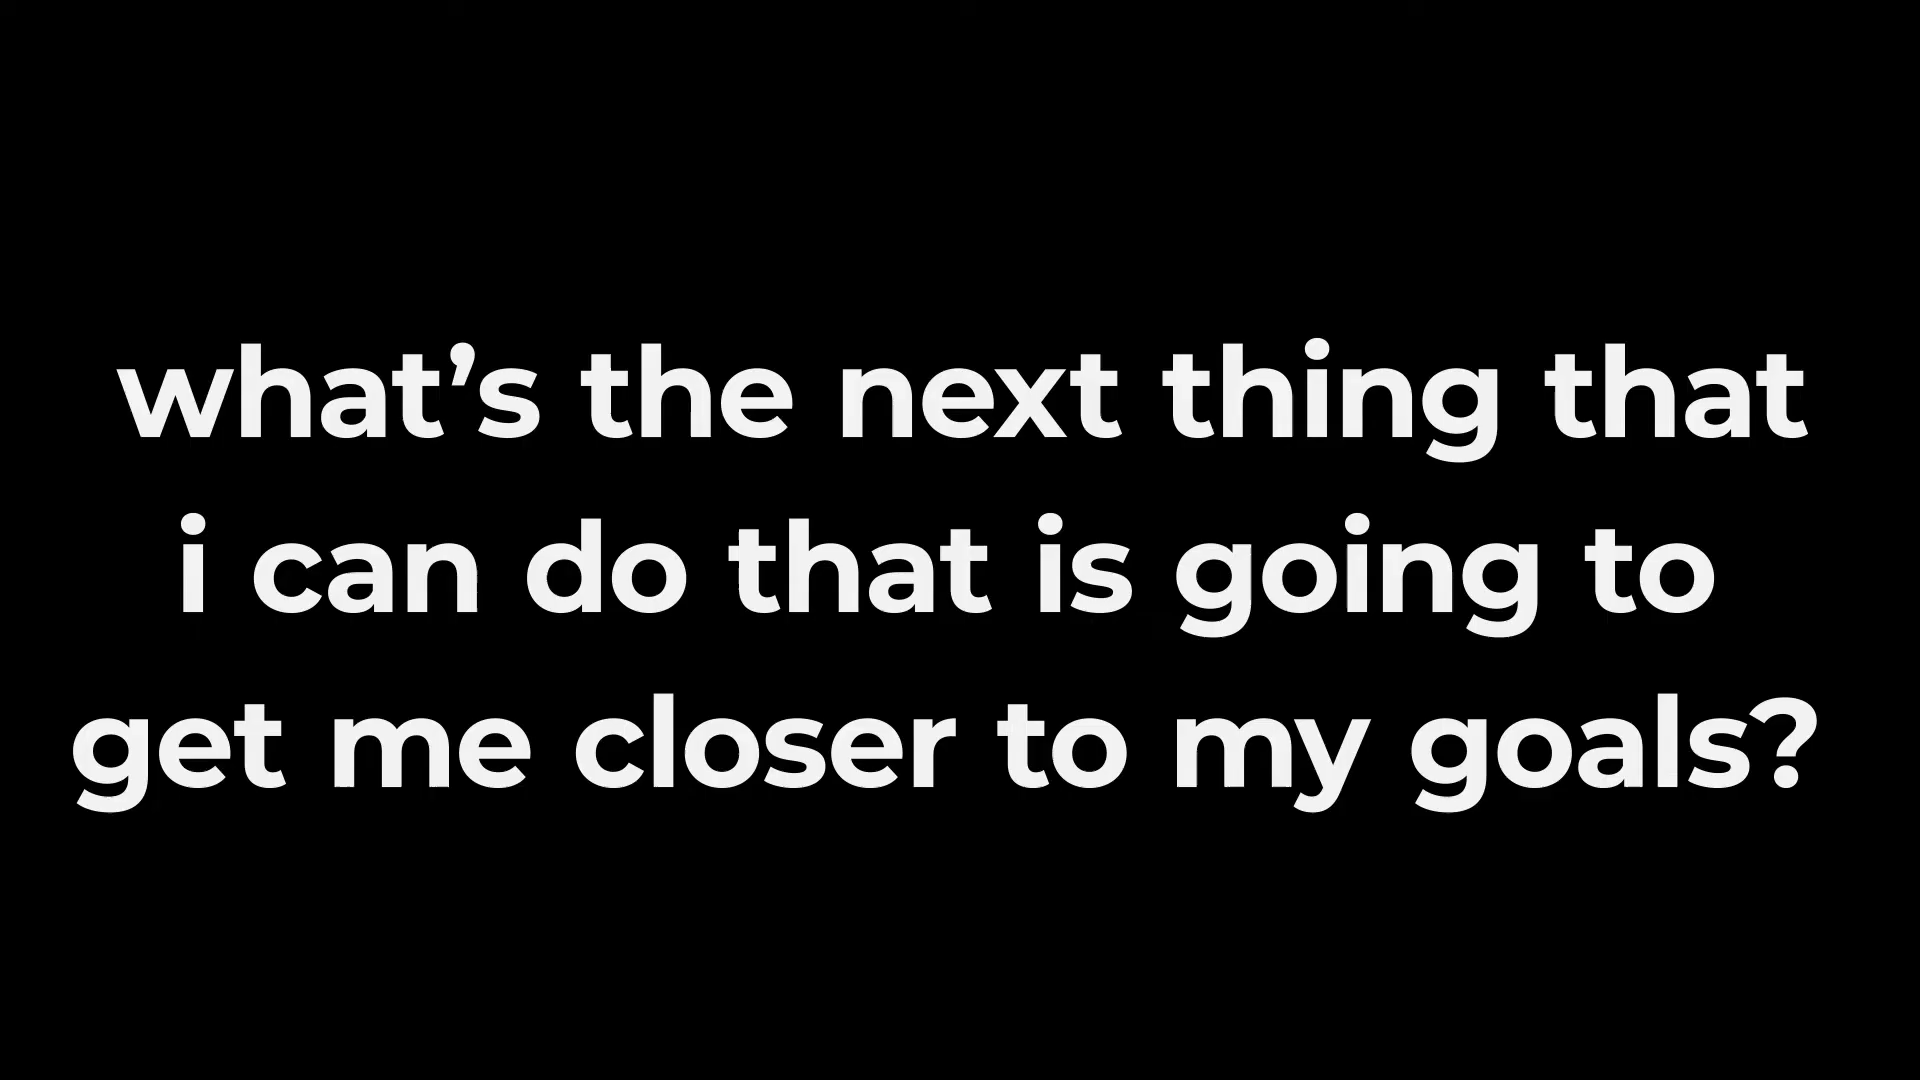 what’s the next thing that
i can do that is going to
get me closer to my goals?